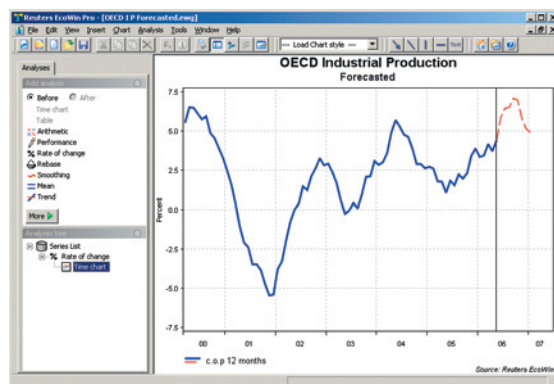 Reuters EcoWin Pro - [OECD I P Forecasted.ewg]
File Edit View Insert Chart Analysis Tools Window Help
--- Load Chart style ---
Text
Analyses
Add analysis
Before After
Time chart
Table
Arithmetic
Performance
Rate of change
Rebase
Smoothing
Mean
Trend
More
Analyses tree
Series List
Rate of change
Time chart
OECD Industrial Production
Forecasted
7.5
5.0
2.5
0.0
-2.5
-5.0
-7.5
Percent
00 01 02 03 04 05 06 07
c.o.p 12 months
Source: Reuters EcoWin